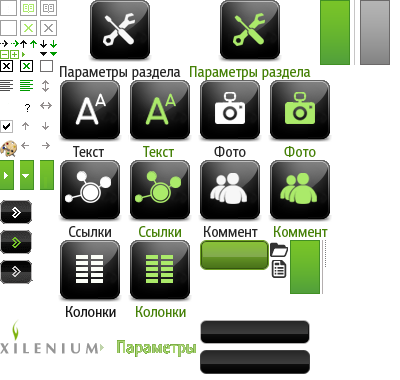 Параметры раздела Параметры раздела
Текст Текст Фото Фото
?
Ссылки Ссылки Коммент Коммент
Колонки Колонки
XILENIUM Параметры